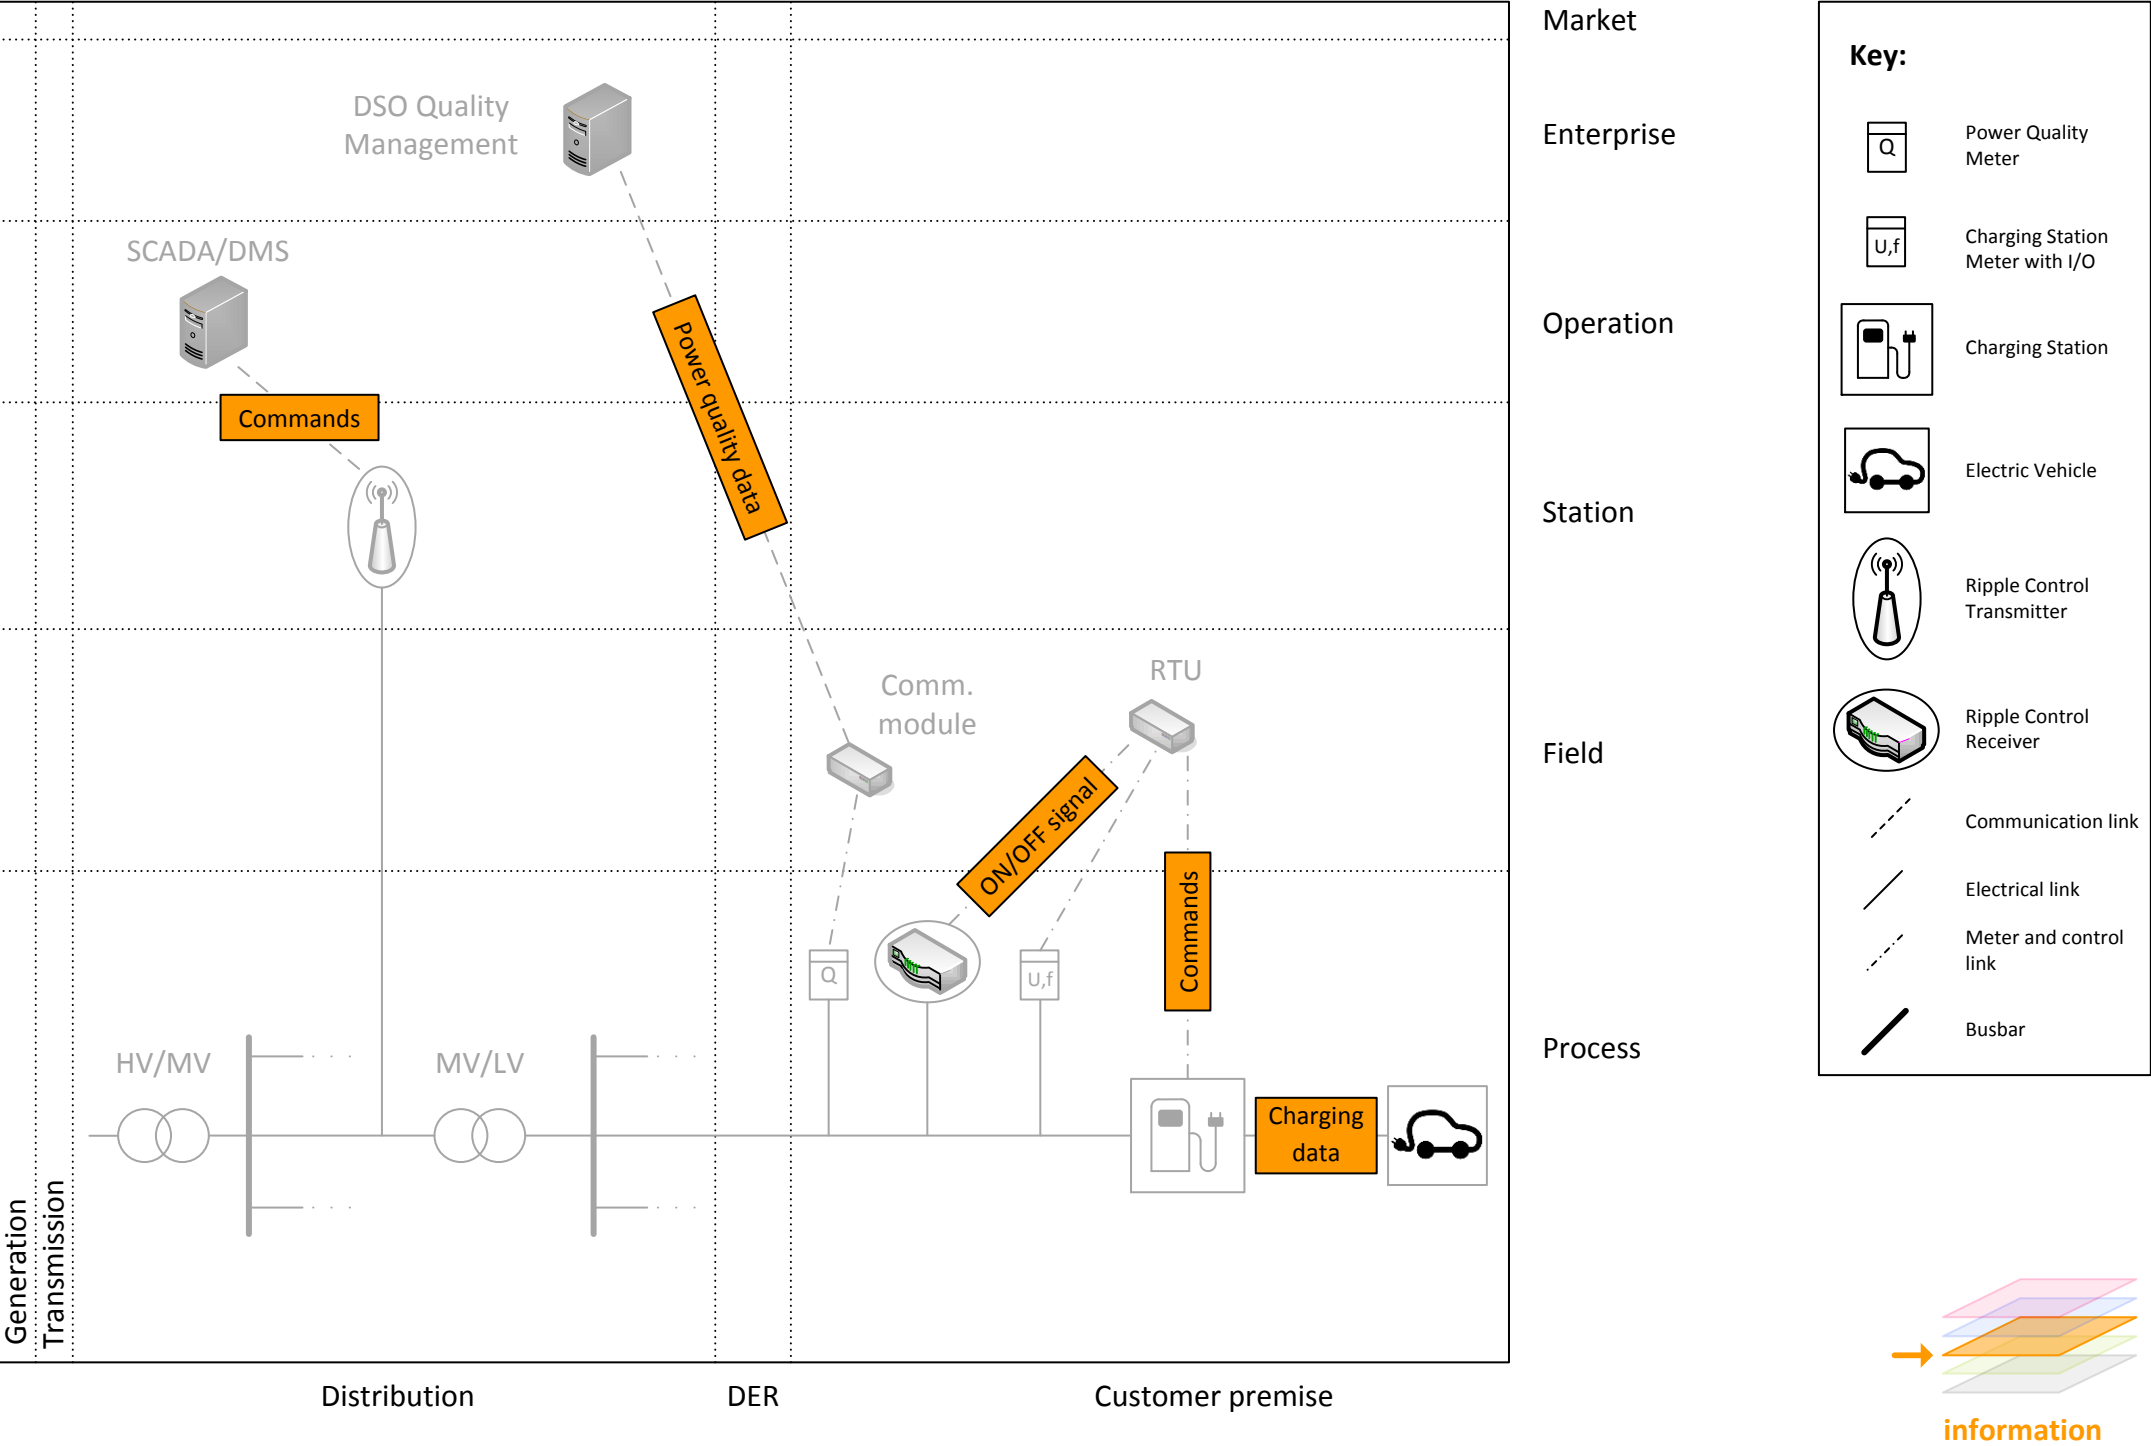 Market
Enterprise
Operation
Station
Field
Process
DSO Quality
Management
SCADA/DMS
Commands
Power quality data
Comm.
module
RTU
ON/OFF signal
Commands
Q
U,f
HV/MV
MV/LV
Charging
data
Generation
Transmission
Distribution
DER
Customer premise
Key:
Q
Power Quality
Meter
U,f
Charging Station
Meter with I/O
Charging Station
Electric Vehicle
Ripple Control
Transmitter
Ripple Control
Receiver
Communication link
Electrical link
Meter and control
link
Busbar
information